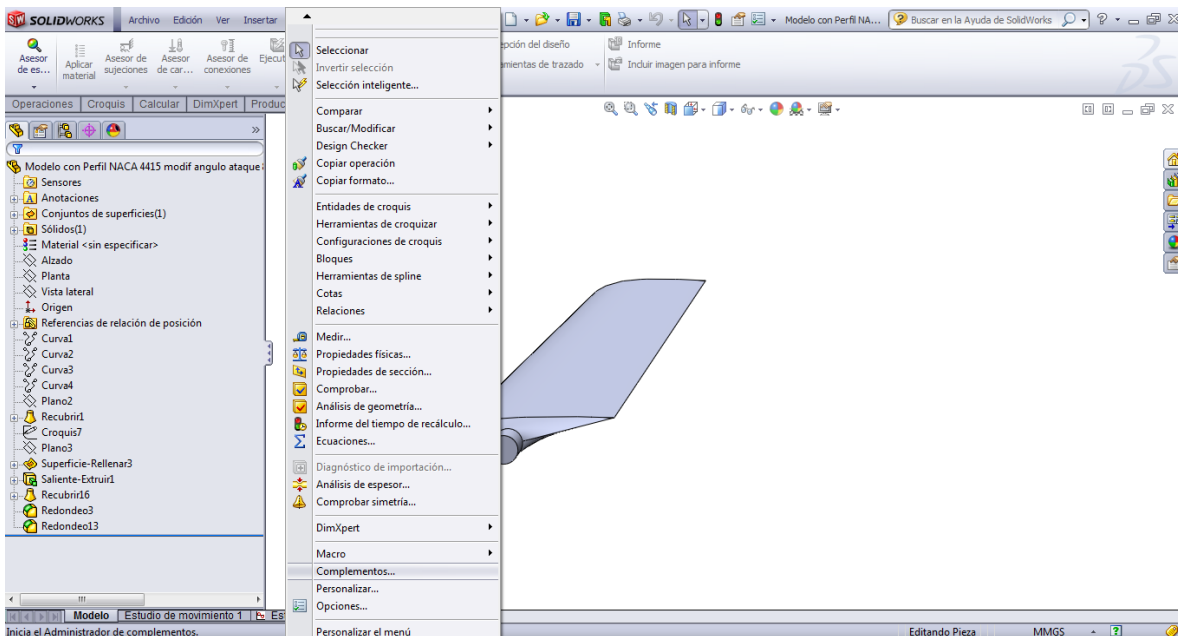 SOLIDWORKS
Archivo Edición Ver Insertar
Modelo con Perfil NA...
Buscar en la Ayuda de SolidWorks
Asesor de es...
Aplicar material
Asesor de sujeciones
Asesor de car...
Asesor de conexiones
Ejecut
pción del diseño
mientas de trazado
Informe
Incluir imagen para informe
Operaciones Croquis Calcular DimXpert Produc
Modelo con Perfil NACA 4415 modif angulo ataque
Sensores
Anotaciones
Conjuntos de superficies(1)
Sólidos(1)
Material <sin especificar>
Alzado
Planta
Vista lateral
Origen
Referencias de relación de posición
Curva1
Curva2
Curva3
Curva4
Plano2
Recubrir1
Croquis7
Plano3
Superficie-Rellenar3
Saliente-Extruir1
Recubrir16
Redondeo3
Redondeo13
Seleccionar
Invertir selección
Selección inteligente...
Comparar
Buscar/Modificar
Design Checker
Copiar operación
Copiar formato...
Entidades de croquis
Herramientas de croquizar
Configuraciones de croquis
Bloques
Herramientas de spline
Cotas
Relaciones
Medir...
Propiedades físicas...
Propiedades de sección...
Comprobar...
Análisis de geometría...
Informe del tiempo de recálculo...
Ecuaciones...
Diagnóstico de importación...
Análisis de espesor...
Comprobar simetría...
DimXpert
Macro
Complementos...
Personalizar...
Opciones...
Personalizar el menú
Modelo Estudio de movimiento 1 Es
Inicia el Administrador de complementos.
Editando Pieza MMGS